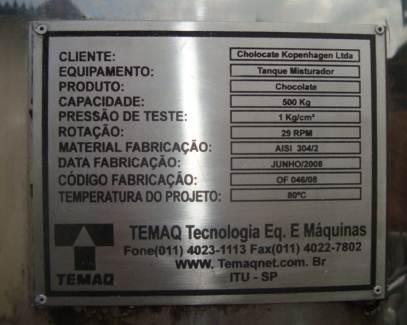 CLIENTE: Cholocate Kopenhagen Ltda
EQUIPAMENTO: Tanque Misturador
PRODUTO: Chocolate
CAPACIDADE: 500 Kg
PRESSÃO DE TESTE: 1 Kg/cm²
ROTAÇÃO: 29 RPM
MATERIAL FABRICAÇÃO: AISI 304/2
DATA FABRICAÇÃO: JUNHO/2008
CÓDIGO FABRICAÇÃO: OF 046/08
TEMPERATURA DO PROJETO: 80ºC
TEMAQ Tecnologia Eq. E Máquinas
Fone(011) 4023-1113 Fax(011) 4022-7802
www. Temaqnet.com. Br
ITU - SP
TEMAQ